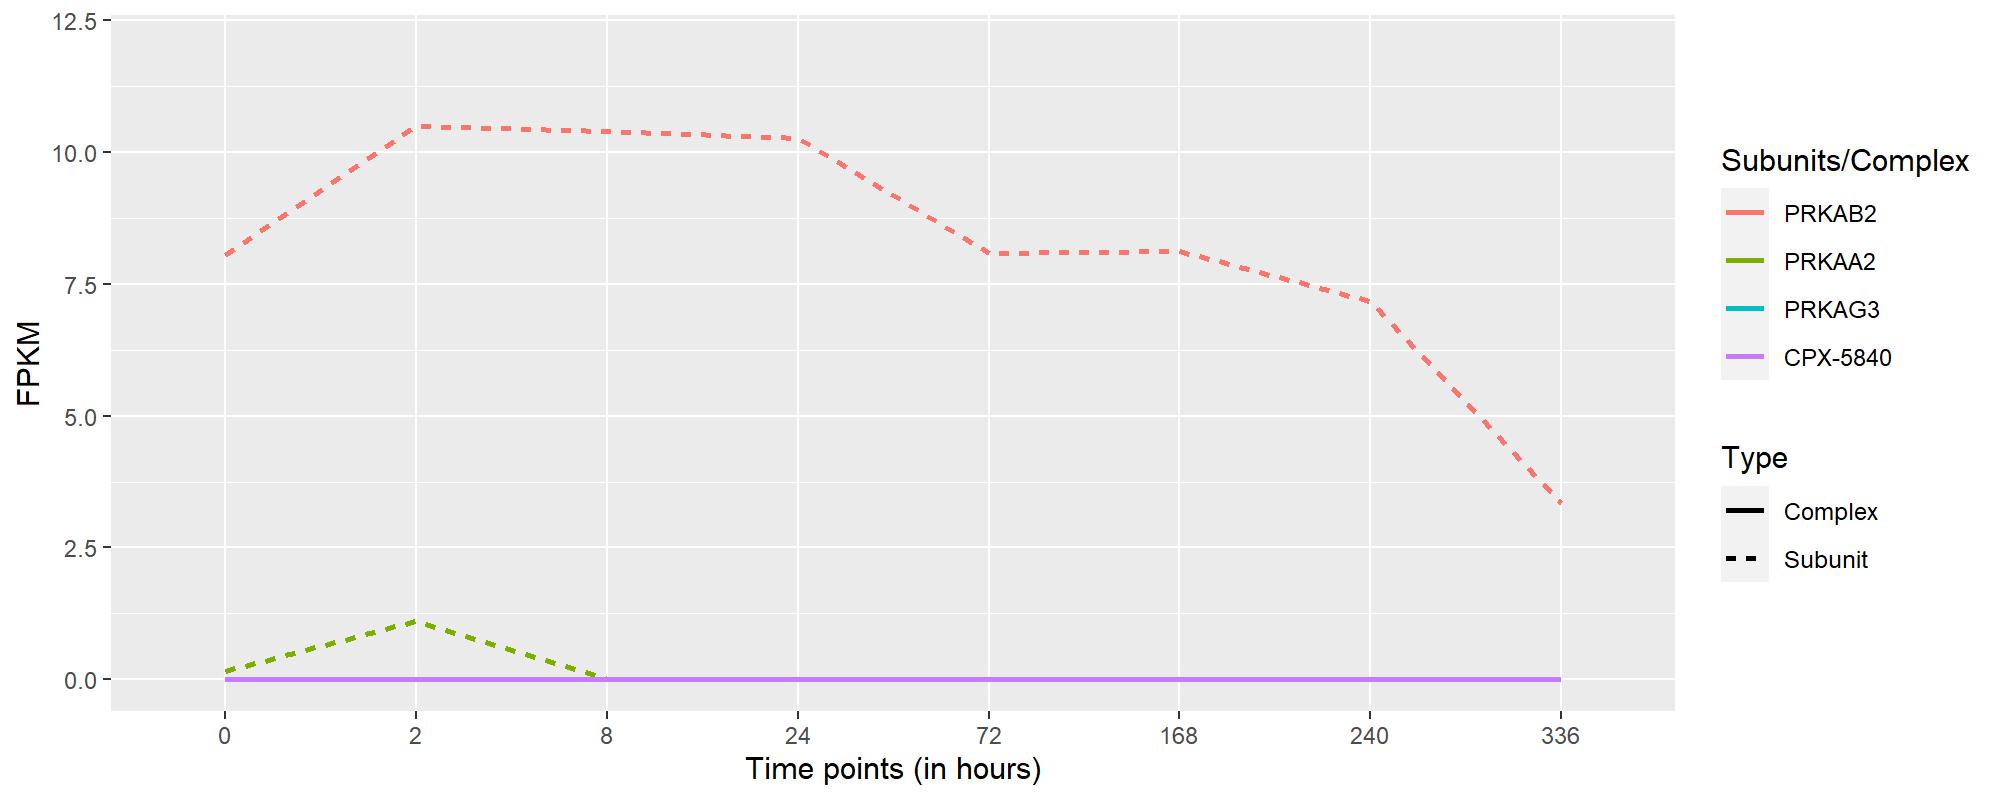 12.5
10.0
7.5
5.0
2.5
0.0
FPKM
0 2 8 24 72 168 240 336
Time points (in hours)
Subunits/Complex
PRKAB2
PRKAA2
PRKAG3
CPX-5840
Type
Complex
Subunit